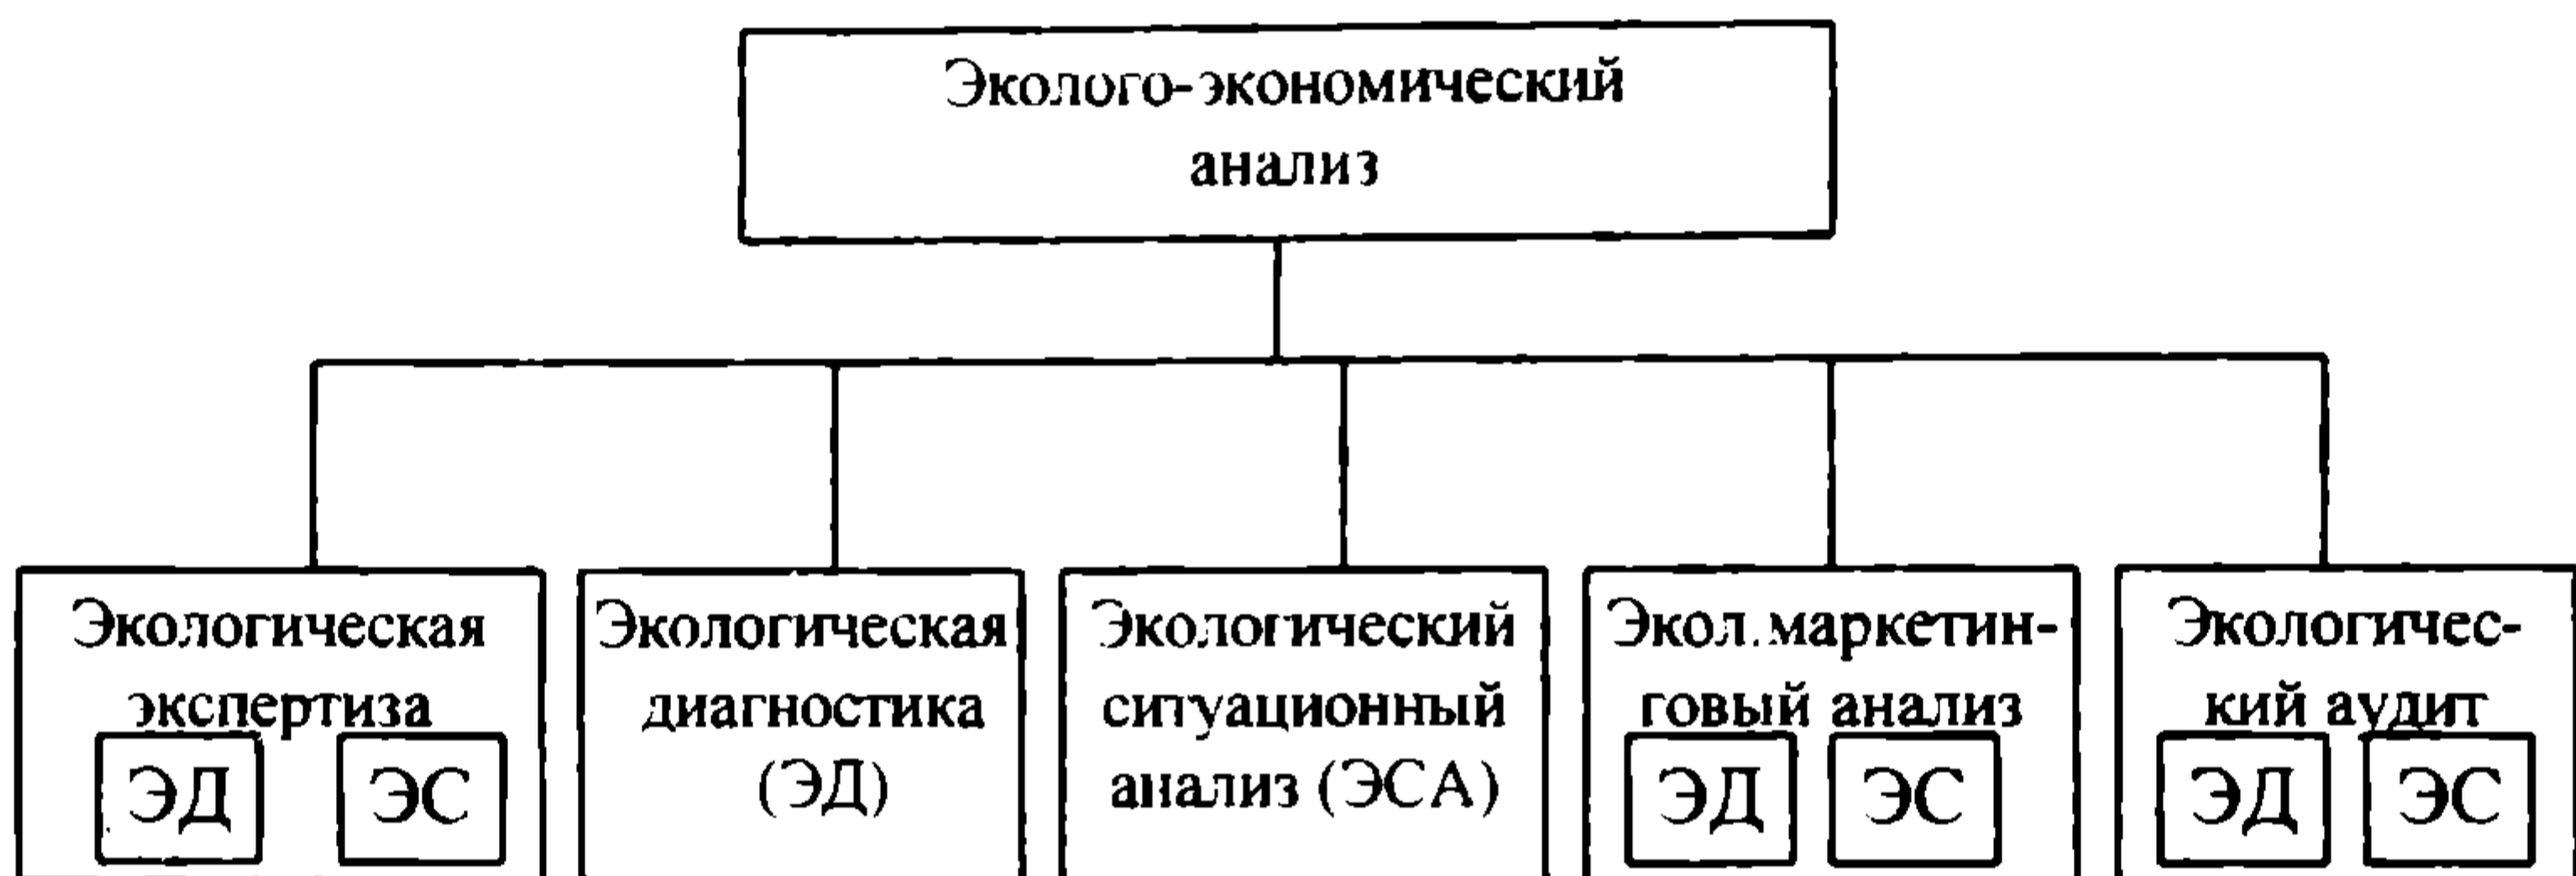 Эколого-экономический
анализ
Экологическая
экспертиза
ЭД
ЭС
Экологическая
диагностика
(ЭД)
Экологический
ситуационный
анализ (ЭСА)
Экол.маркетин-
говый анализ
ЭД
ЭС
Экологичес-
кий аудит
ЭД
ЭС